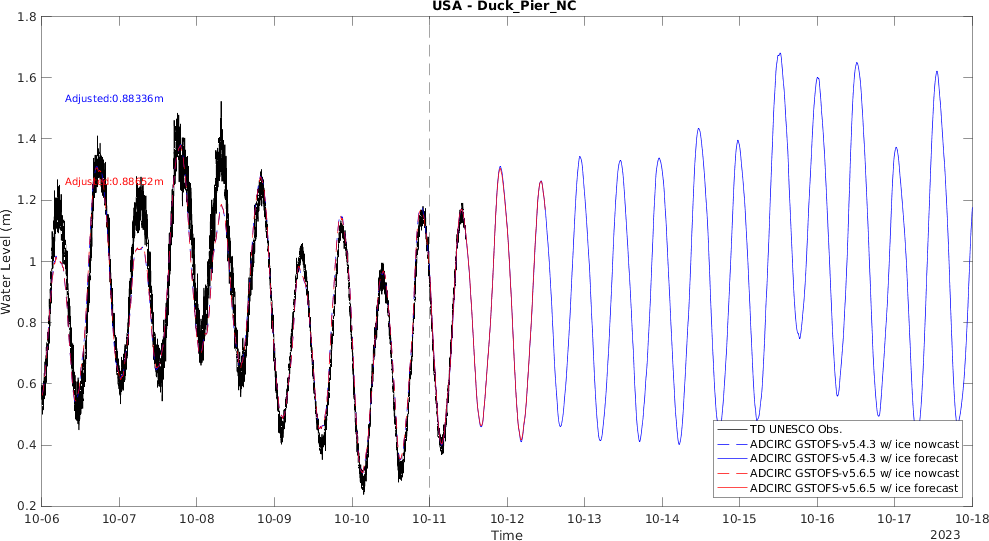 USA - Duck_Pier_NC
1.8
1.6
1.4
1.2
1
0.8
0.6
0.4
0.2
Water Level (m)
Adjusted:0.88336m
TD UNESCO Obs.
ADCIRC GSTOFS-v5.4.3 w/ ice nowcast
ADCIRC GSTOFS-v5.4.3 w/ ice forecast
ADCIRC GSTOFS-v5.6.5 w/ ice nowcast
ADCIRC GSTOFS-v5.6.5 w/ ice forecast
10-06 10-07 10-08 10-09 10-10 10-11 10-12 10-13 10-14 10-15 10-16 10-17 10-18
Time
2023